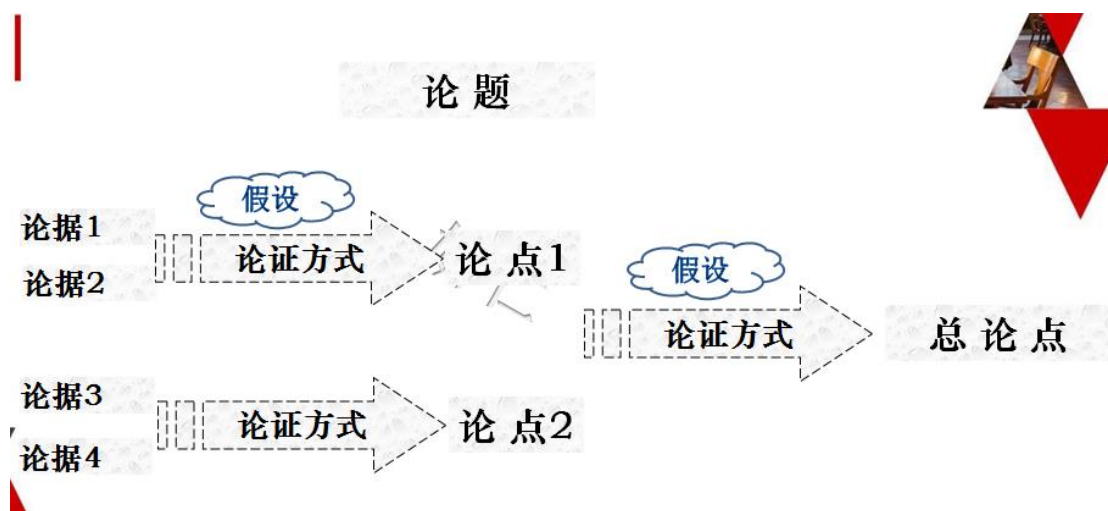 论 题
假设
论据1
论据2
论证方式
论 点1
假设
论证方式
总 论 点
论据3
论据4
论证方式
论 点2